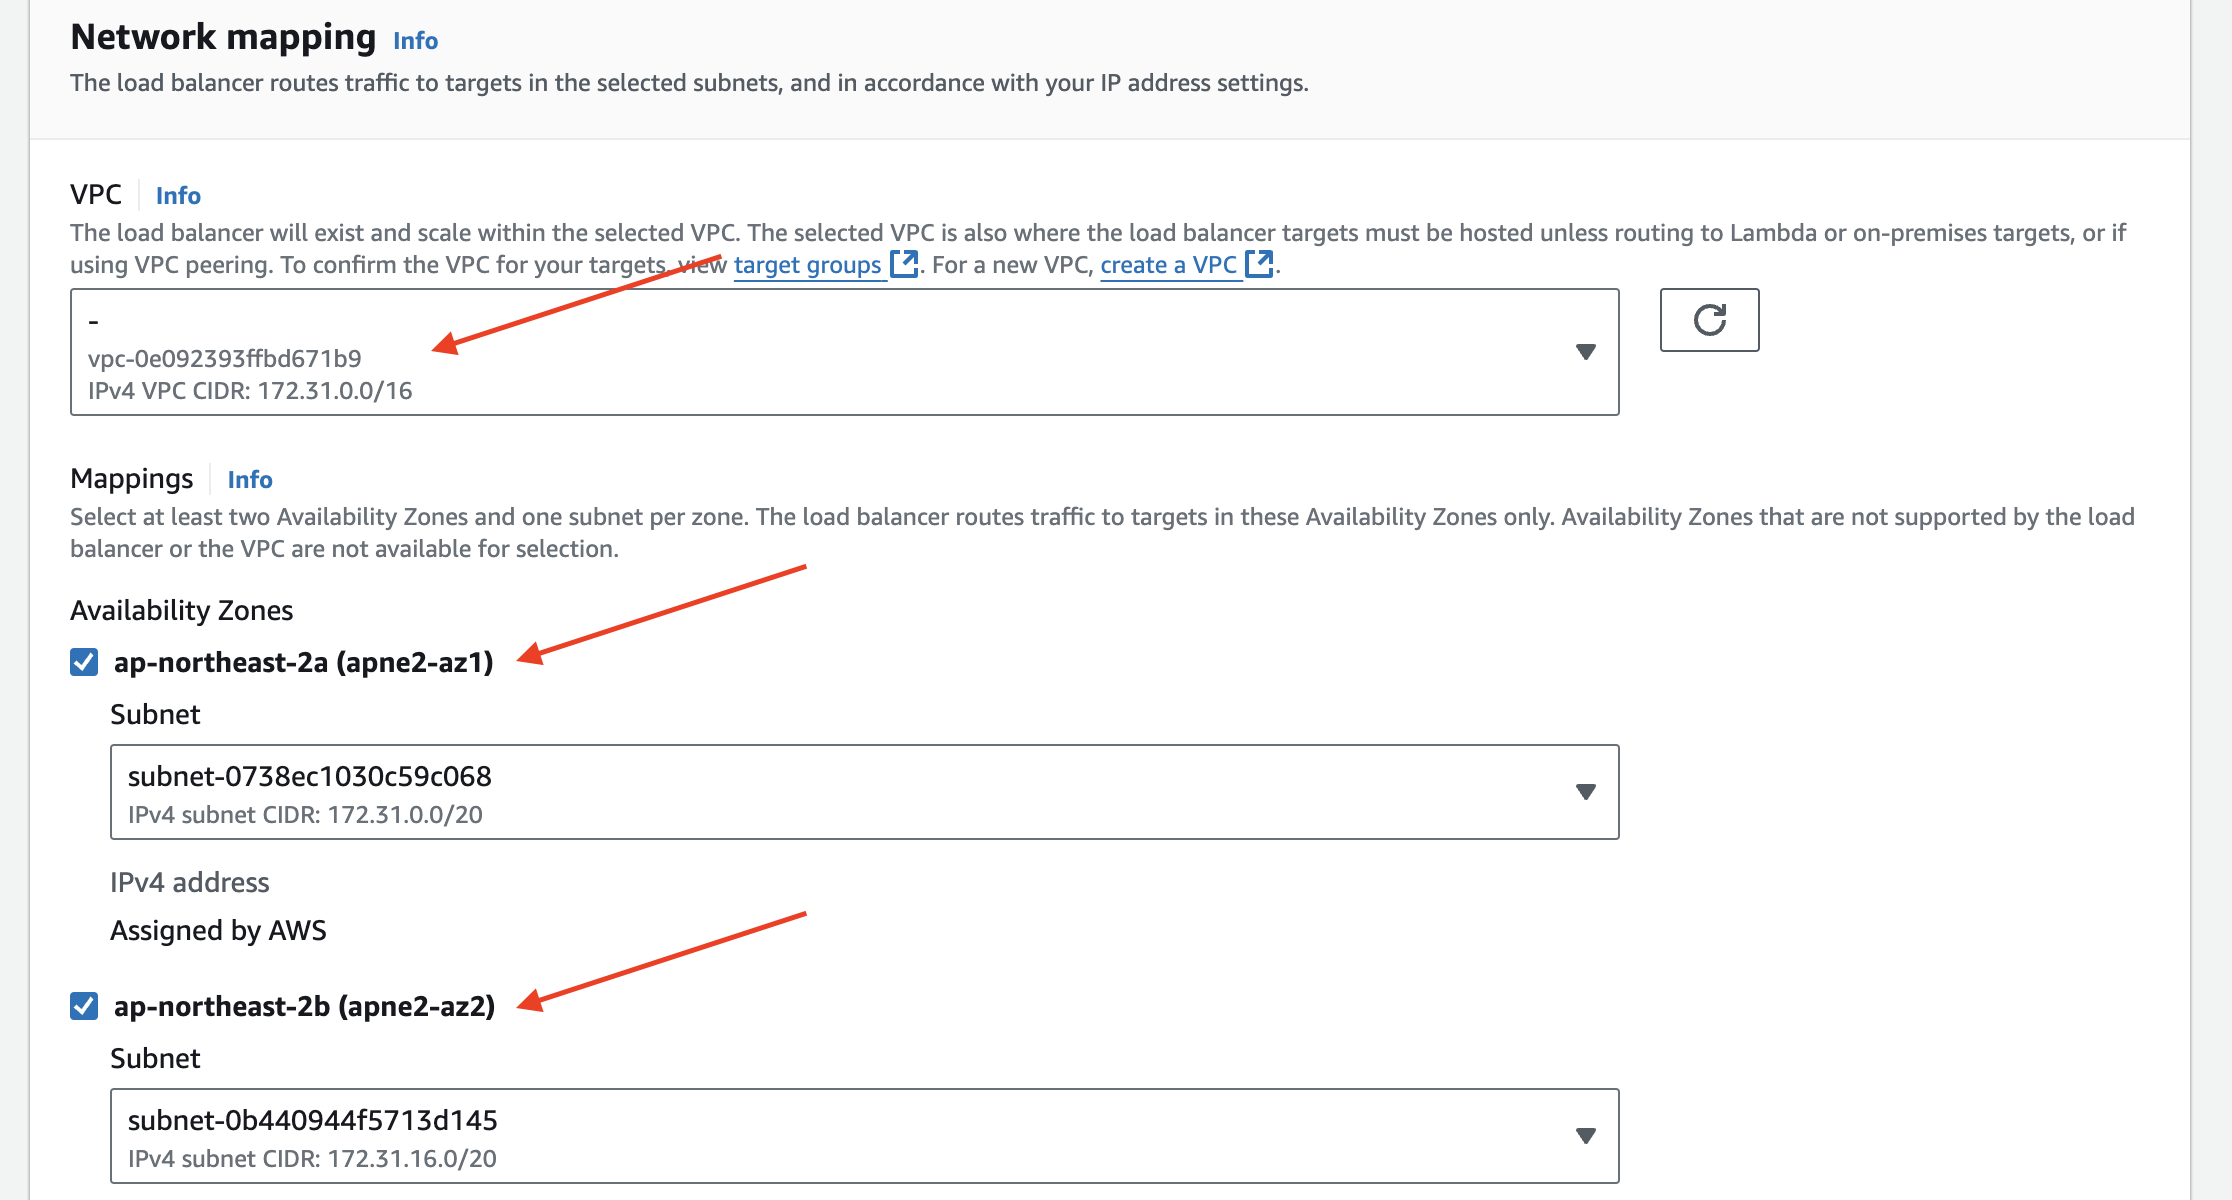 Network mapping Info
The load balancer routes traffic to targets in the selected subnets, and in accordance with your IP address settings.
VPC Info
The load balancer will exist and scale within the selected VPC. The selected VPC is also where the load balancer targets must be hosted unless routing to Lambda or on-premises targets, or if
using VPC peering. To confirm the VPC for your targets, view target groups. For a new VPC, create a VPC.
-
vpc-0e092393ffbd671b9
IPv4 VPC CIDR: 172.31.0.0/16
Mappings Info
Select at least two Availability Zones and one subnet per zone. The load balancer routes traffic to targets in these Availability Zones only. Availability Zones that are not supported by the load
balancer or the VPC are not available for selection.
Availability Zones
ap-northeast-2a (apne2-az1)
Subnet
subnet-0738ec1030c59c068
IPv4 subnet CIDR: 172.31.0.0/20
IPv4 address
Assigned by AWS
ap-northeast-2b (apne2-az2)
Subnet
subnet-0b440944f5713d145
IPv4 subnet CIDR: 172.31.16.0/20